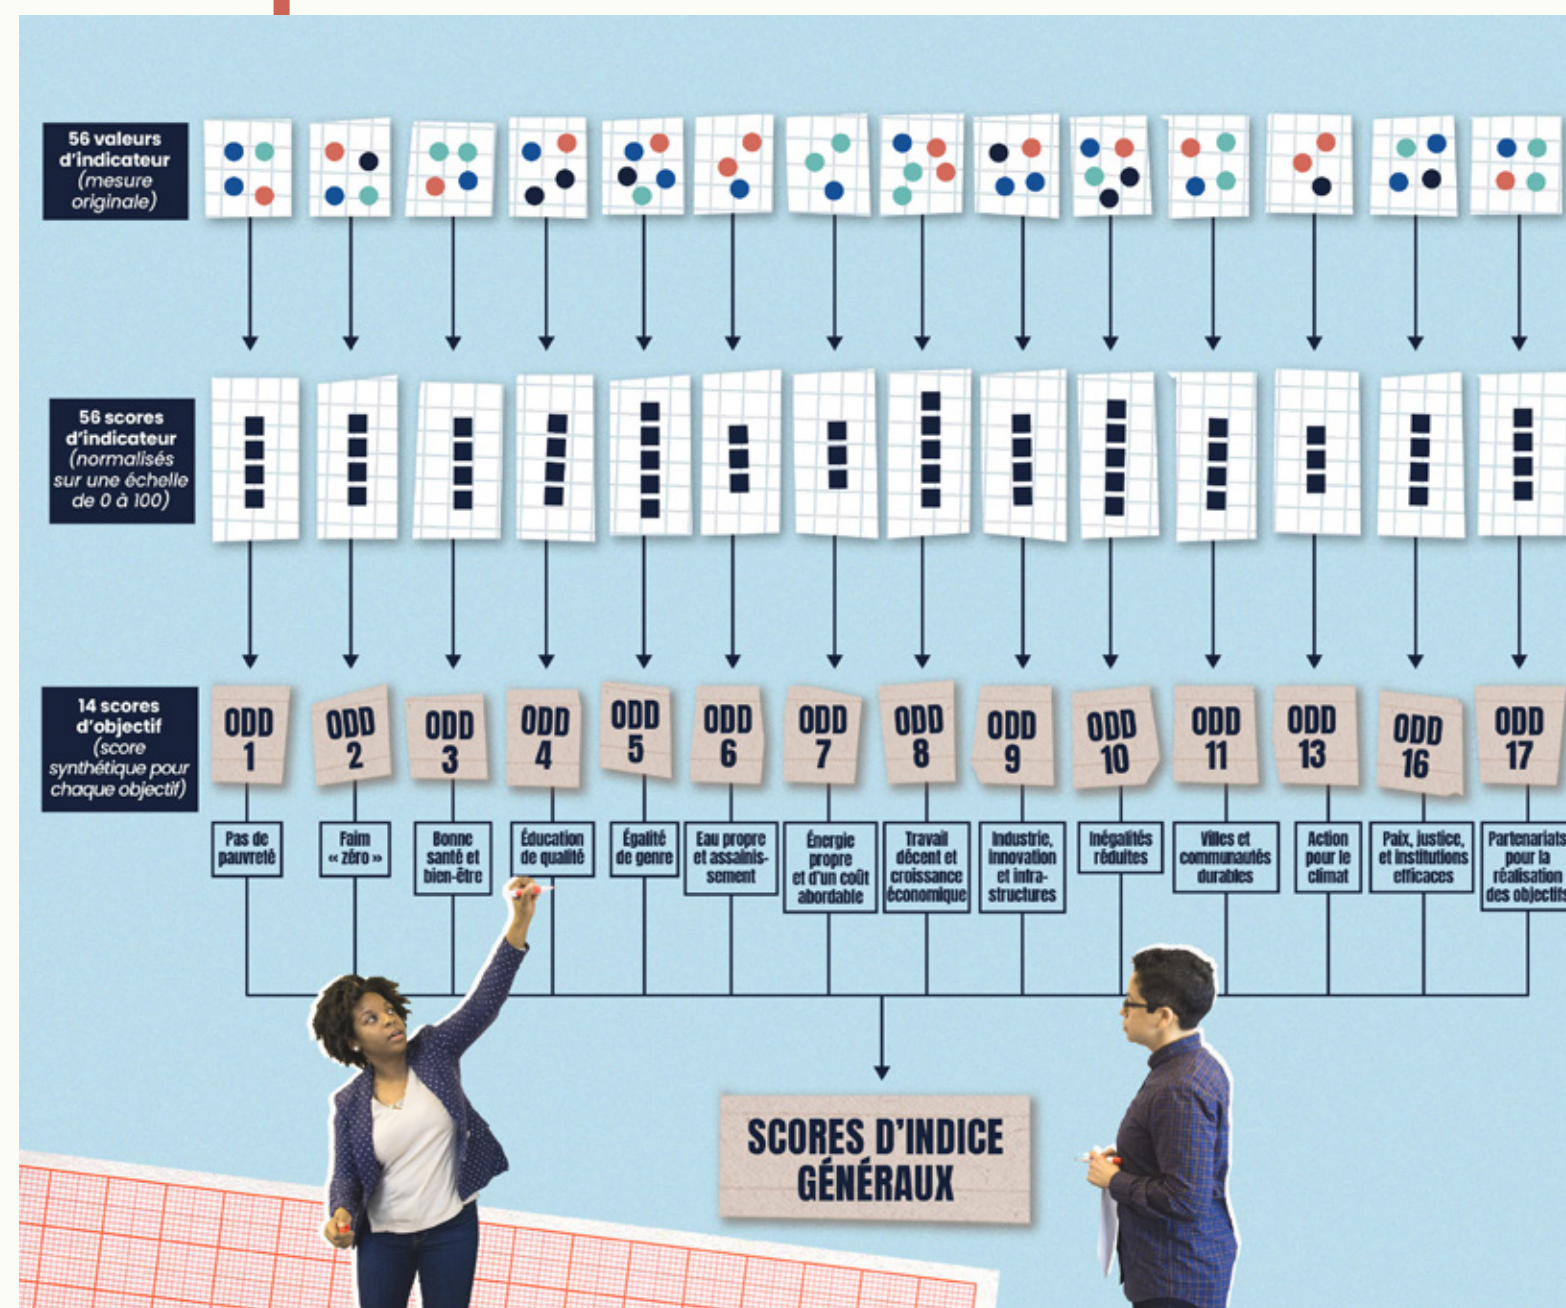 56 valeurs
d'indicateur
(mesure
originale)
56 scores
d'indicateur
(normalisés
sur une échelle
de 0 à 100)
14 scores
d'objectif
(score
synthétique pour
chaque objectif)
ODD
1
ODD
2
ODD
3
ODD
4
ODD
5
ODD
6
ODD
7
ODD
8
ODD
9
ODD
10
ODD
11
ODD
13
ODD
16
ODD
17
Pas de
pauvreté
Faim
« zéro »
Bonne
santé et
bien-être
Éducation
de qualité
Égalité
de genre
Eau propre
et assainis-
sement
Énergie
propre
et d'un coût
abordable
Travail
décent et
croissance
économique
Industrie,
innovation
et infra-
structures
Inégalités
réduites
Villes et
communautés
durables
Action
pour le
climat
Paix, justice,
et institutions
efficaces
Partenariats
pour la
réalisation
des objectifs
SCORES D'INDICE
GÉNÉRAUX